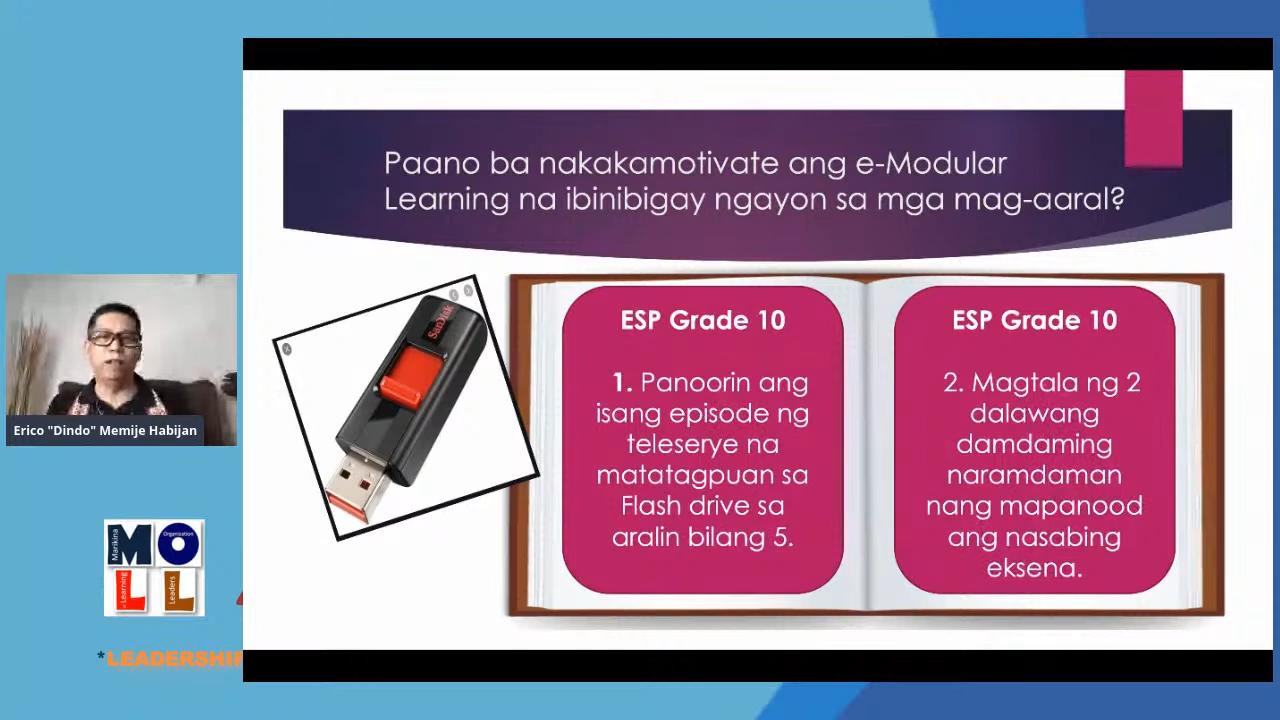 Paano ba nakakamotivate ang e-Modular
Learning na ibinibigay ngayon sa mga mag-aaral?
SanDisk
ESP Grade 10
1. Panoorin ang
isang episode ng
teleserye na
matatagpuan sa
Flash drive sa
aralin bilang 5.
ESP Grade 10
2. Magtala ng 2
dalawang
damdaming
naramdaman
nang mapanood
ang nasabing
eksena.
Erico "Dindo" Memije Habijan
Marikina
M
Organization
O
of Learning
L
Leaders
L
*LEADERSHIP